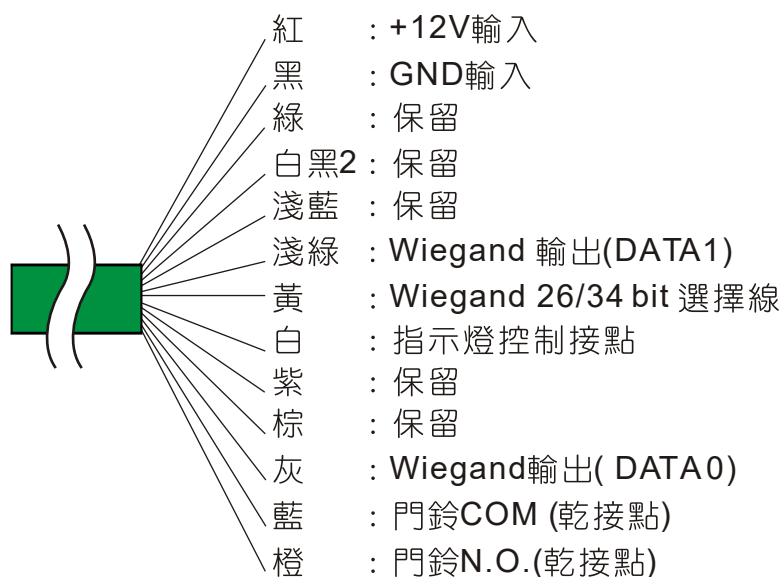 紅 : +12V輸入
黑 : GND輸入
綠 : 保留
白黑2 : 保留
淺藍 : 保留
淺綠 : Wiegand 輸出(DATA1)
黃 : Wiegand 26/34 bit 選擇線
白 : 指示燈控制接點
紫 : 保留
棕 : 保留
灰 : Wiegand輸出( DATA0)
藍 : 門鈴COM (乾接點)
橙 : 門鈴N.O.(乾接點)